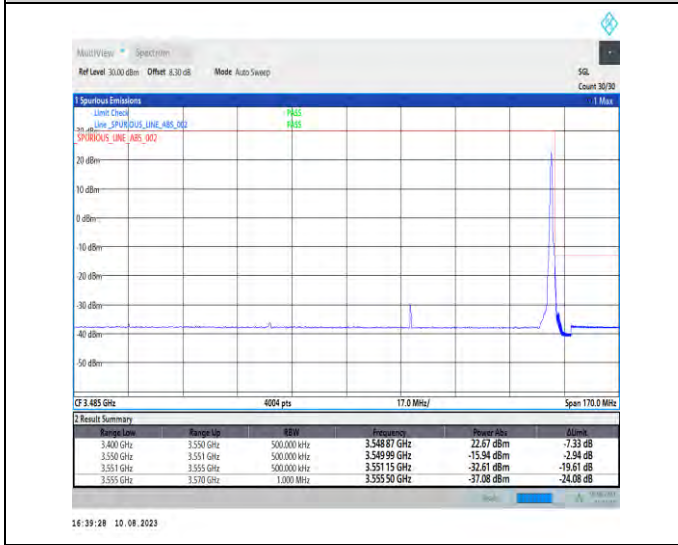 MultiView Spectrum
Ref Level 30.00 dBm Offset 8.30 dB Mode Auto Sweep SGL
Count 30/30
1 Spurious Emissions 1 Max
Limit Check PASS
Line _SPURIOUS_LINE_ABS_002 PASS
_SPURIOUS_LINE_ABS_002
20 dBm
10 dBm
0 dBm
-10 dBm
-20 dBm
-30 dBm
-40 dBm
-50 dBm
CF 3.485 GHz 4004 pts 17.0 MHz/ Span 170.0 MHz
2 Result Summary
Range Low Range Up RBW Frequency Power Abs ΔLimit
3.400 GHz 3.550 GHz 500.000 kHz 3.548 87 GHz 22.67 dBm -7.33 dB
3.550 GHz 3.551 GHz 500.000 kHz 3.549 99 GHz -15.94 dBm -2.94 dB
3.551 GHz 3.555 GHz 500.000 kHz 3.551 15 GHz -32.61 dBm -19.61 dB
3.555 GHz 3.570 GHz 1.000 MHz 3.555 50 GHz -37.08 dBm -24.08 dB
16:39:28 10.08.2023